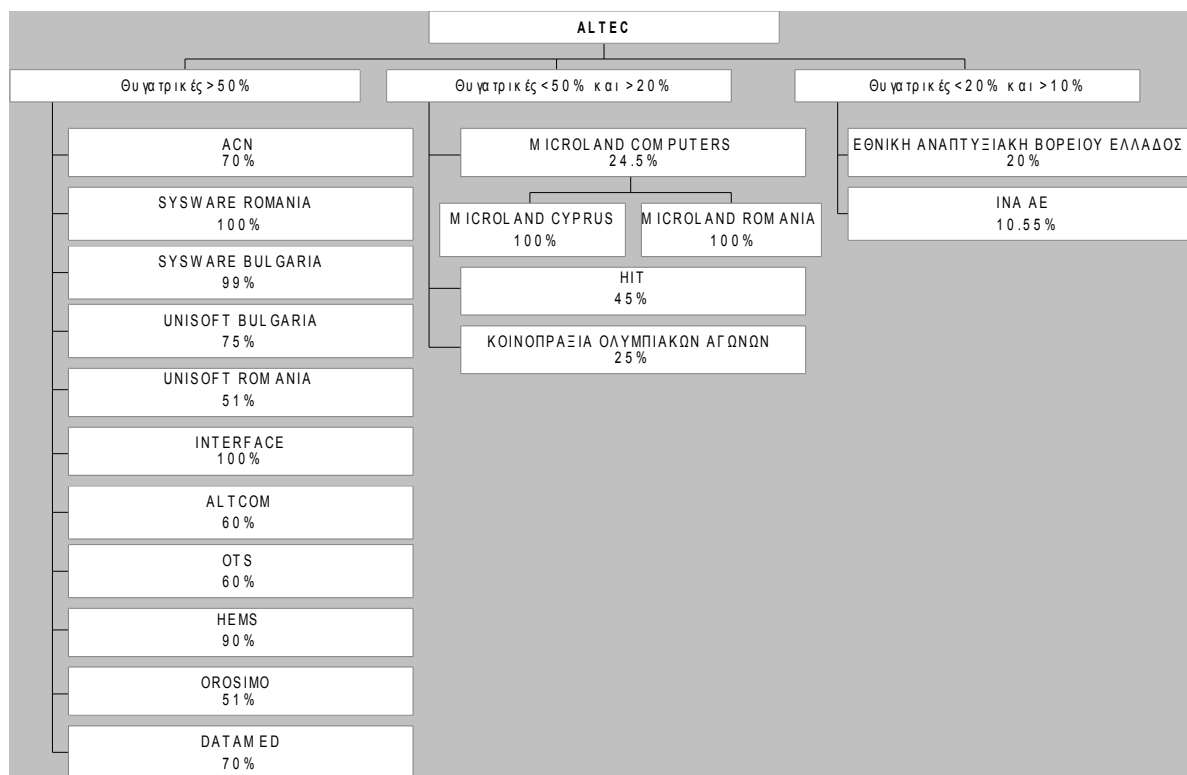 ALTEC
Θυγατρικές >50%
Θυγατρικές <50% και >20%
Θυγατρικές <20% και >10%
ACN
70%
SYSWARE ROMANIA
100%
SYSWARE BULGARIA
99%
UNISOFT BULGARIA
75%
UNISOFT ROMANIA
51%
INTERFACE
100%
ALTCOM
60%
OTS
60%
HEMS
90%
OROSIMO
51%
DATAMED
70%
MICROLAND COMPUTERS
24.5%
MICROLAND CYPRUS
100%
MICROLAND ROMANIA
100%
HIT
45%
ΚΟΙΝΟΠΡΑΞΙΑ ΟΛΥΜΠΙΑΚΩΝ ΑΓΩΝΩΝ
25%
ΕΘΝΙΚΗ ΑΝΑΠΤΥΞΙΑΚΗ ΒΟΡΕΙΟΥ ΕΛΛΑΔΟΣ
20%
ΙΝΑ ΑΕ
10.55%